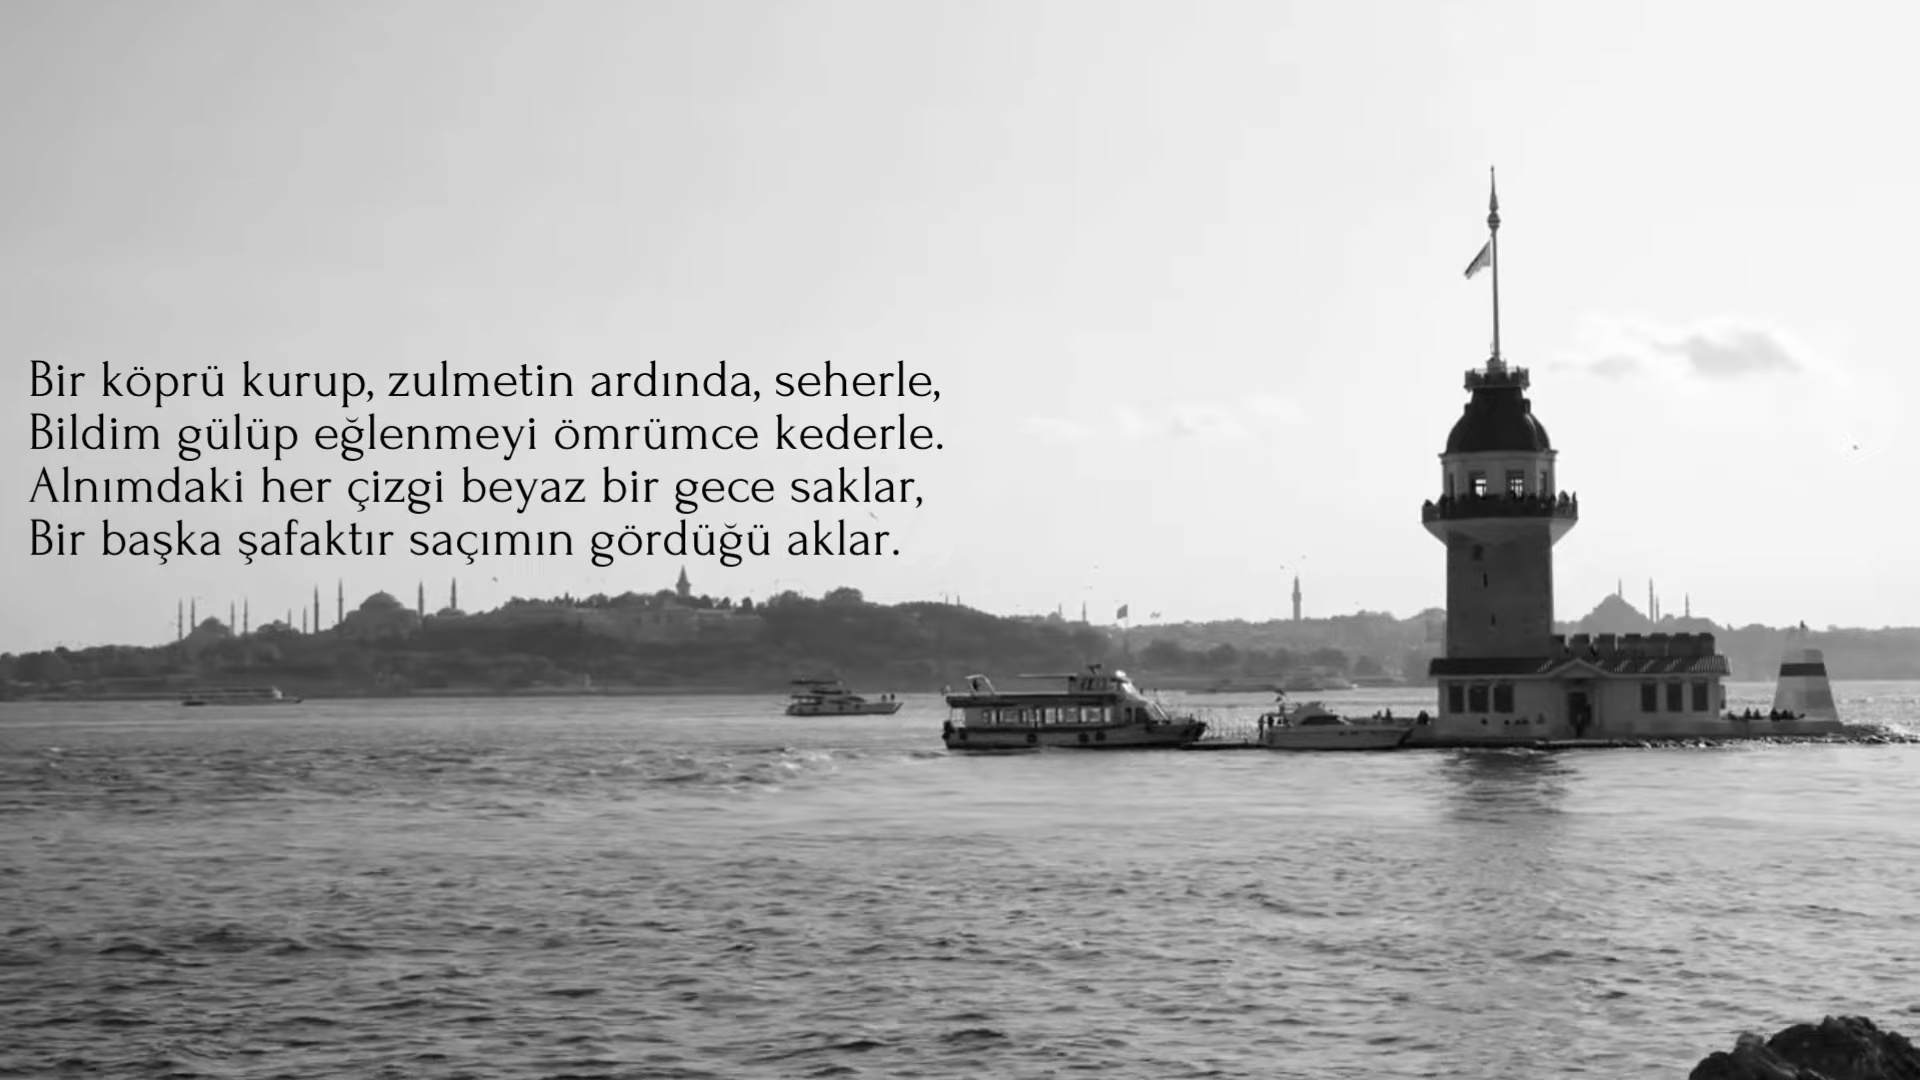 Bir köprü kurup, zulmetin ardında, seherle,
Bildim gülüp eğlenmeyi ömrümce kederle.
Alnımdaki her çizgi beyaz bir gece saklar,
Bir başka şafaktır saçımın gördüğü aklar.